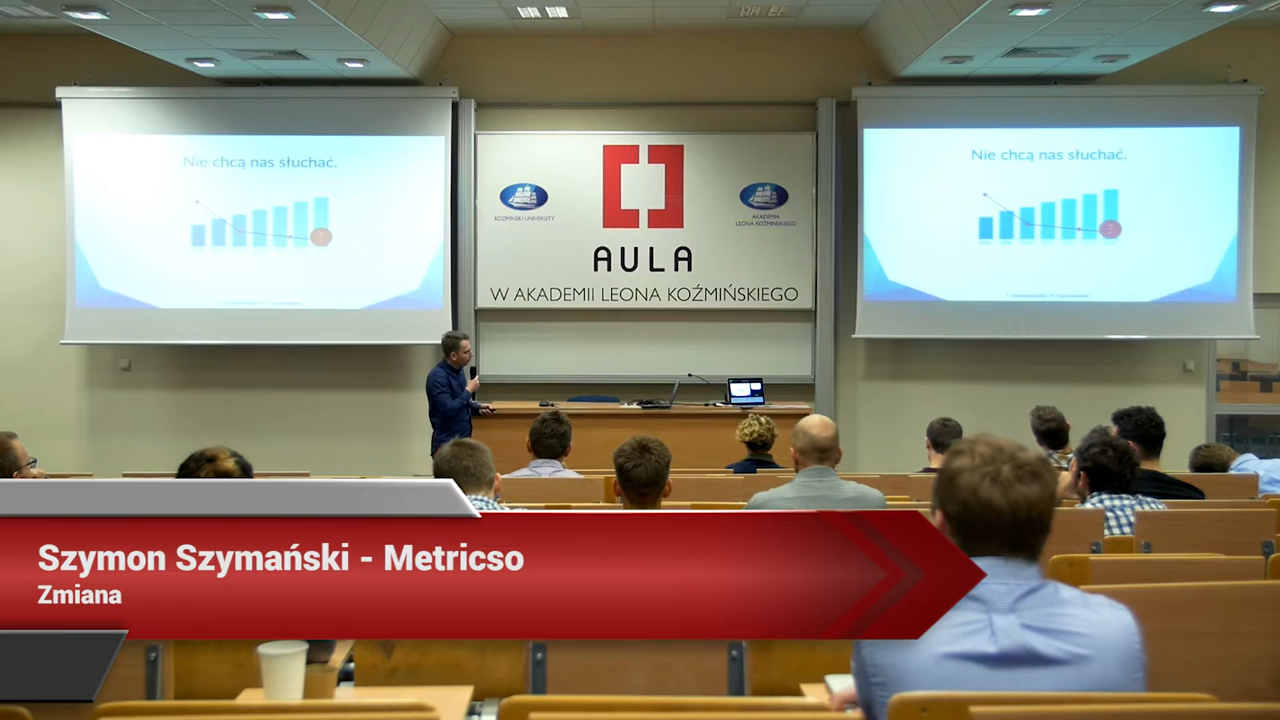 Nie chcą nas słuchać.
?
KOZMINSKI UNIVERSITY
AKADEMIA
LEONA KOŹMIŃSKIEGO
AULA
W AKADEMII LEONA KOŹMIŃSKIEGO
Nie chcą nas słuchać.
?
Szymon Szymański - Metricso
Zmiana